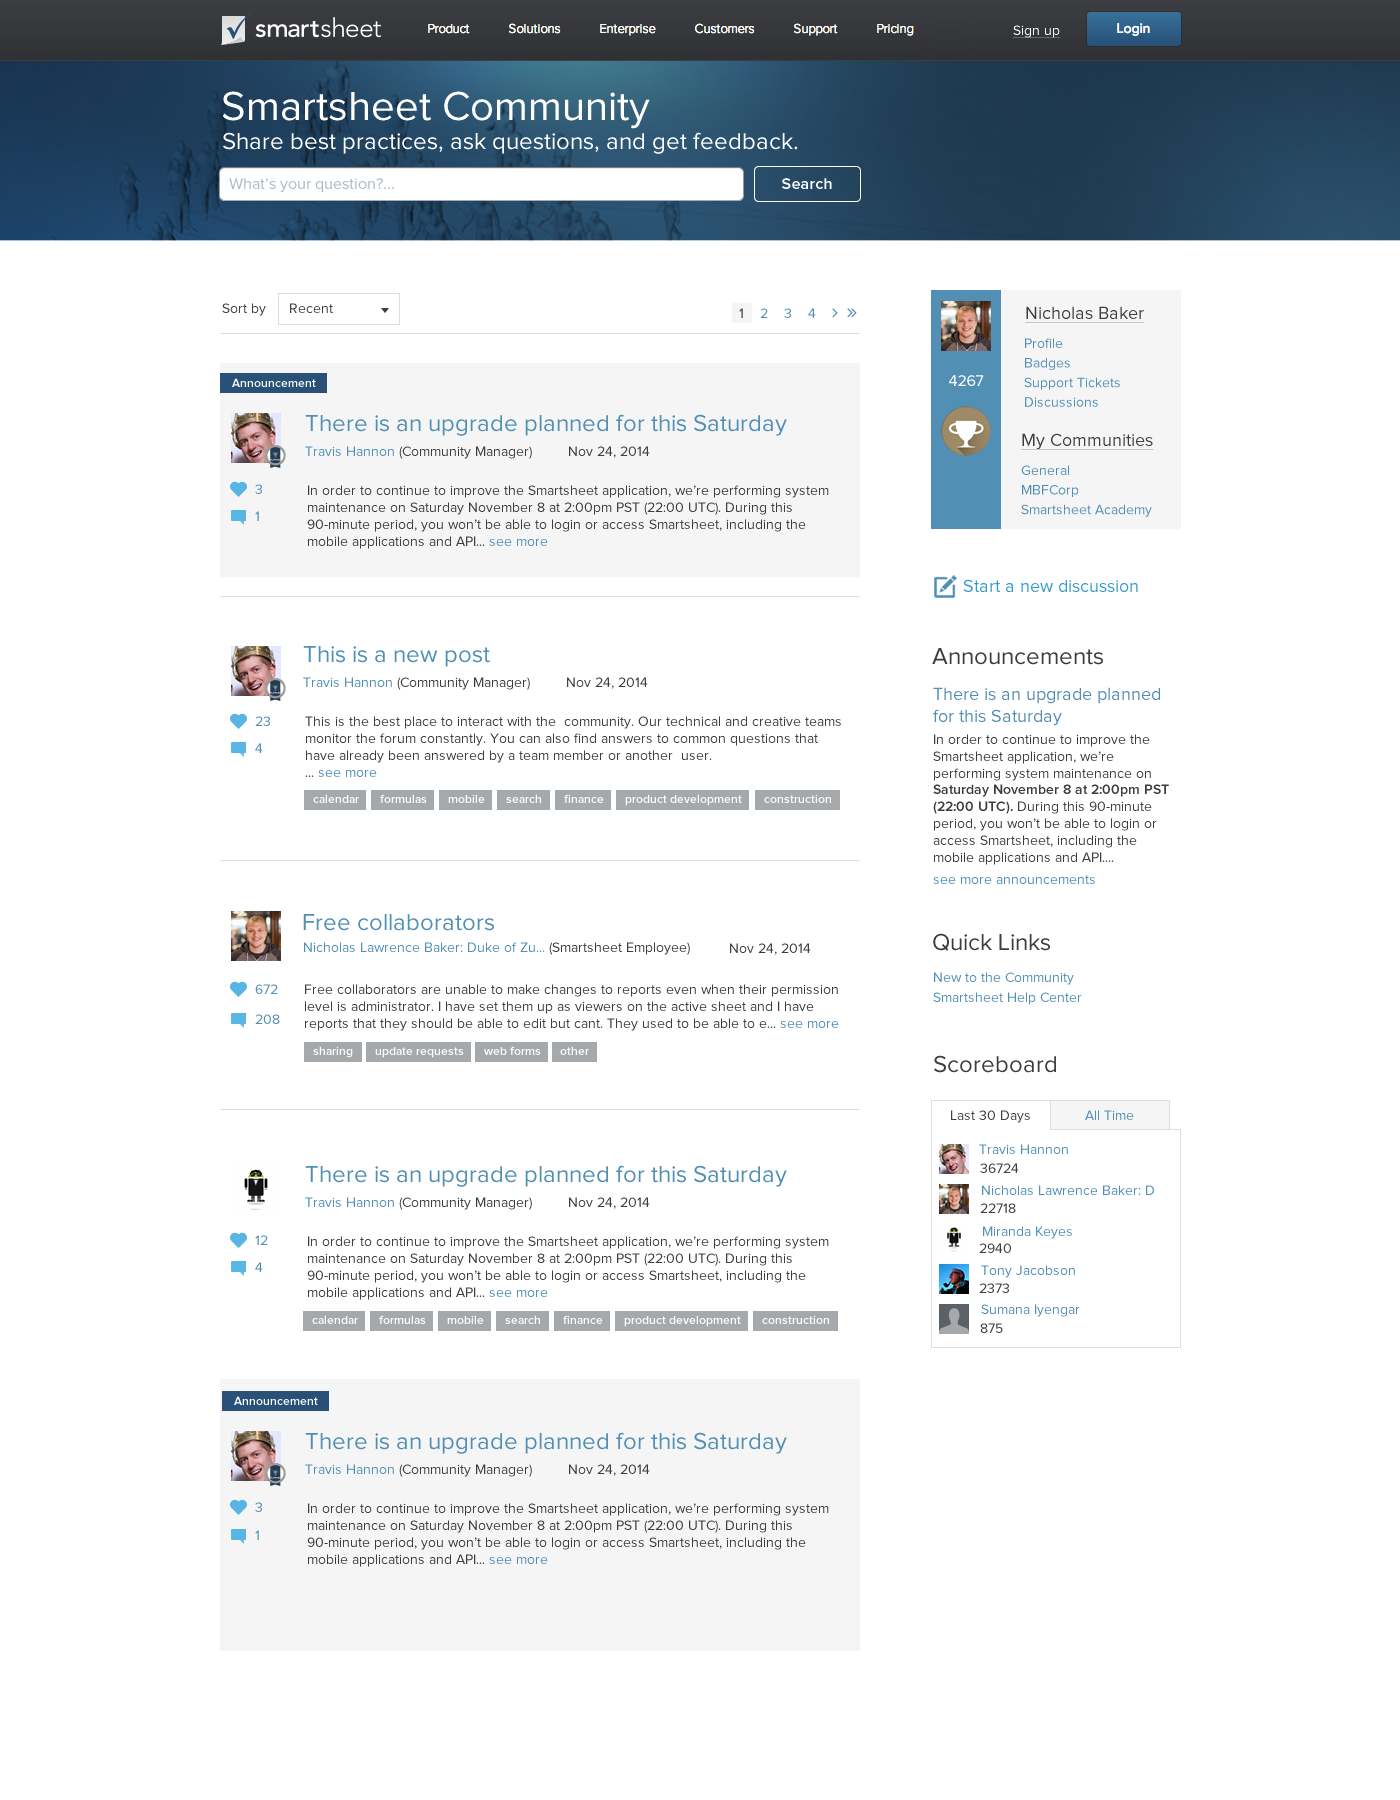 smartsheet
Product Solutions Enterprise Customers Support Pricing Sign up Login
Smartsheet Community
Share best practices, ask questions, and get feedback.
What's your question?... Search
Sort by Recent
1 2 3 4 › »
Announcement
There is an upgrade planned for this Saturday
Travis Hannon (Community Manager) Nov 24, 2014
3
1
In order to continue to improve the Smartsheet application, we're performing system
maintenance on Saturday November 8 at 2:00pm PST (22:00 UTC). During this
90-minute period, you won't be able to login or access Smartsheet, including the
mobile applications and API... see more
This is a new post
Travis Hannon (Community Manager) Nov 24, 2014
23
4
This is the best place to interact with the  community. Our technical and creative teams
monitor the forum constantly. You can also find answers to common questions that
have already been answered by a team member or another  user.
... see more
calendar formulas mobile search finance product development construction
Free collaborators
Nicholas Lawrence Baker: Duke of Zu... (Smartsheet Employee) Nov 24, 2014
672
208
Free collaborators are unable to make changes to reports even when their permission
level is administrator. I have set them up as viewers on the active sheet and I have
reports that they should be able to edit but cant. They used to be able to e... see more
sharing update requests web forms other
There is an upgrade planned for this Saturday
Travis Hannon (Community Manager) Nov 24, 2014
12
4
In order to continue to improve the Smartsheet application, we're performing system
maintenance on Saturday November 8 at 2:00pm PST (22:00 UTC). During this
90-minute period, you won't be able to login or access Smartsheet, including the
mobile applications and API... see more
calendar formulas mobile search finance product development construction
Announcement
There is an upgrade planned for this Saturday
Travis Hannon (Community Manager) Nov 24, 2014
3
1
In order to continue to improve the Smartsheet application, we're performing system
maintenance on Saturday November 8 at 2:00pm PST (22:00 UTC). During this
90-minute period, you won't be able to login or access Smartsheet, including the
mobile applications and API... see more
4267
Nicholas Baker
Profile
Badges
Support Tickets
Discussions
My Communities
General
MBFCorp
Smartsheet Academy
Start a new discussion
Announcements
There is an upgrade planned
for this Saturday
In order to continue to improve the
Smartsheet application, we're
performing system maintenance on
Saturday November 8 at 2:00pm PST
(22:00 UTC). During this 90-minute
period, you won't be able to login or
access Smartsheet, including the
mobile applications and API....
see more announcements
Quick Links
New to the Community
Smartsheet Help Center
Scoreboard
Last 30 Days All Time
Travis Hannon
36724
Nicholas Lawrence Baker: D
22718
Miranda Keyes
2940
Tony Jacobson
2373
Sumana Iyengar
875